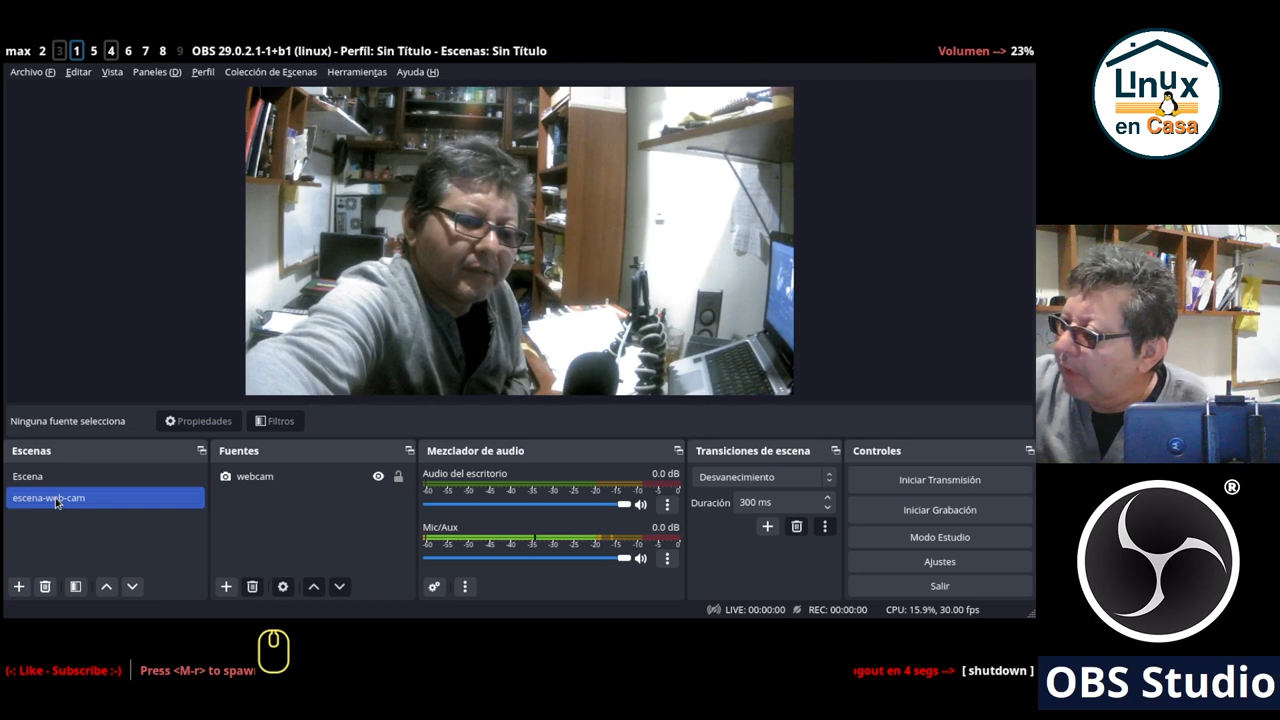 max 2 3 1 5 4 6 7 8 9 OBS 29.0.2.1-1+b1 (linux) - Perfíl: Sin Título - Escenas: Sin Título
Volumen --> 23%
Archivo (F) Editar Vista Paneles (D) Perfil Colección de Escenas Herramientas Ayuda (H)
LInux
en Casa
Ninguna fuente selecciona
Propiedades
Filtros
Escenas
Escena
escena-web-cam
Fuentes
webcam
Mezclador de audio
Audio del escritorio 0.0 dB
-60 -55 -50 -45 -40 -35 -30 -25 -20 -15 -10 -5 0
Mic/Aux 0.0 dB
-60 -55 -50 -45 -40 -35 -30 -25 -20 -15 -10 -5 0
Transiciones de escena
Desvanecimiento
Duración 300 ms
Controles
Iniciar Transmisión
Iniciar Grabación
Modo Estudio
Ajustes
Salir
LIVE: 00:00:00 REC: 00:00:00 CPU: 15.9%, 30.00 fps
®
(-: Like - Subscribe :-) Press <M-r> to spaw
ogout en 4 segs --> [ shutdown ]
OBS Studio